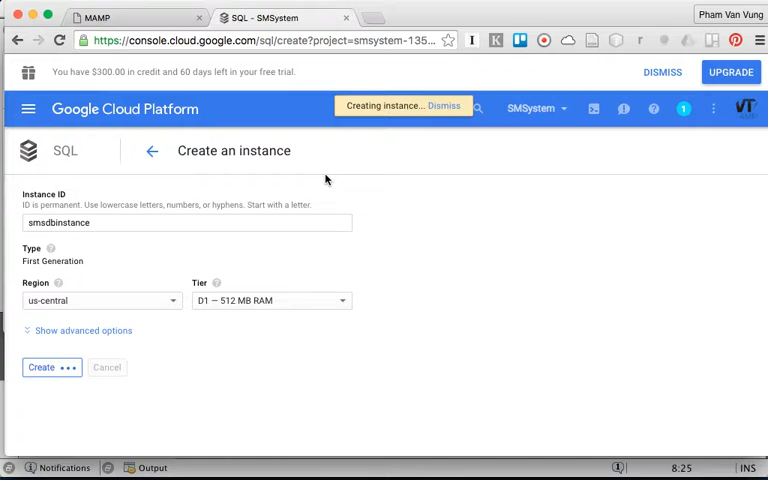 MAMP
SQL - SMSystem
Pham Van Vung
https://console.cloud.google.com/sql/create?project=smsystem-135...
You have $300.00 in credit and 60 days left in your free trial.
DISMISS
UPGRADE
Google Cloud Platform
Creating instance... Dismiss
SMSystem
1
VT
SQL
Create an instance
Instance ID
ID is permanent. Use lowercase letters, numbers, or hyphens. Start with a letter.
smsdbinstance
Type
First Generation
Region
Tier
us-central
D1 – 512 MB RAM
Show advanced options
Create
Cancel
Notifications
Output
8:25
INS